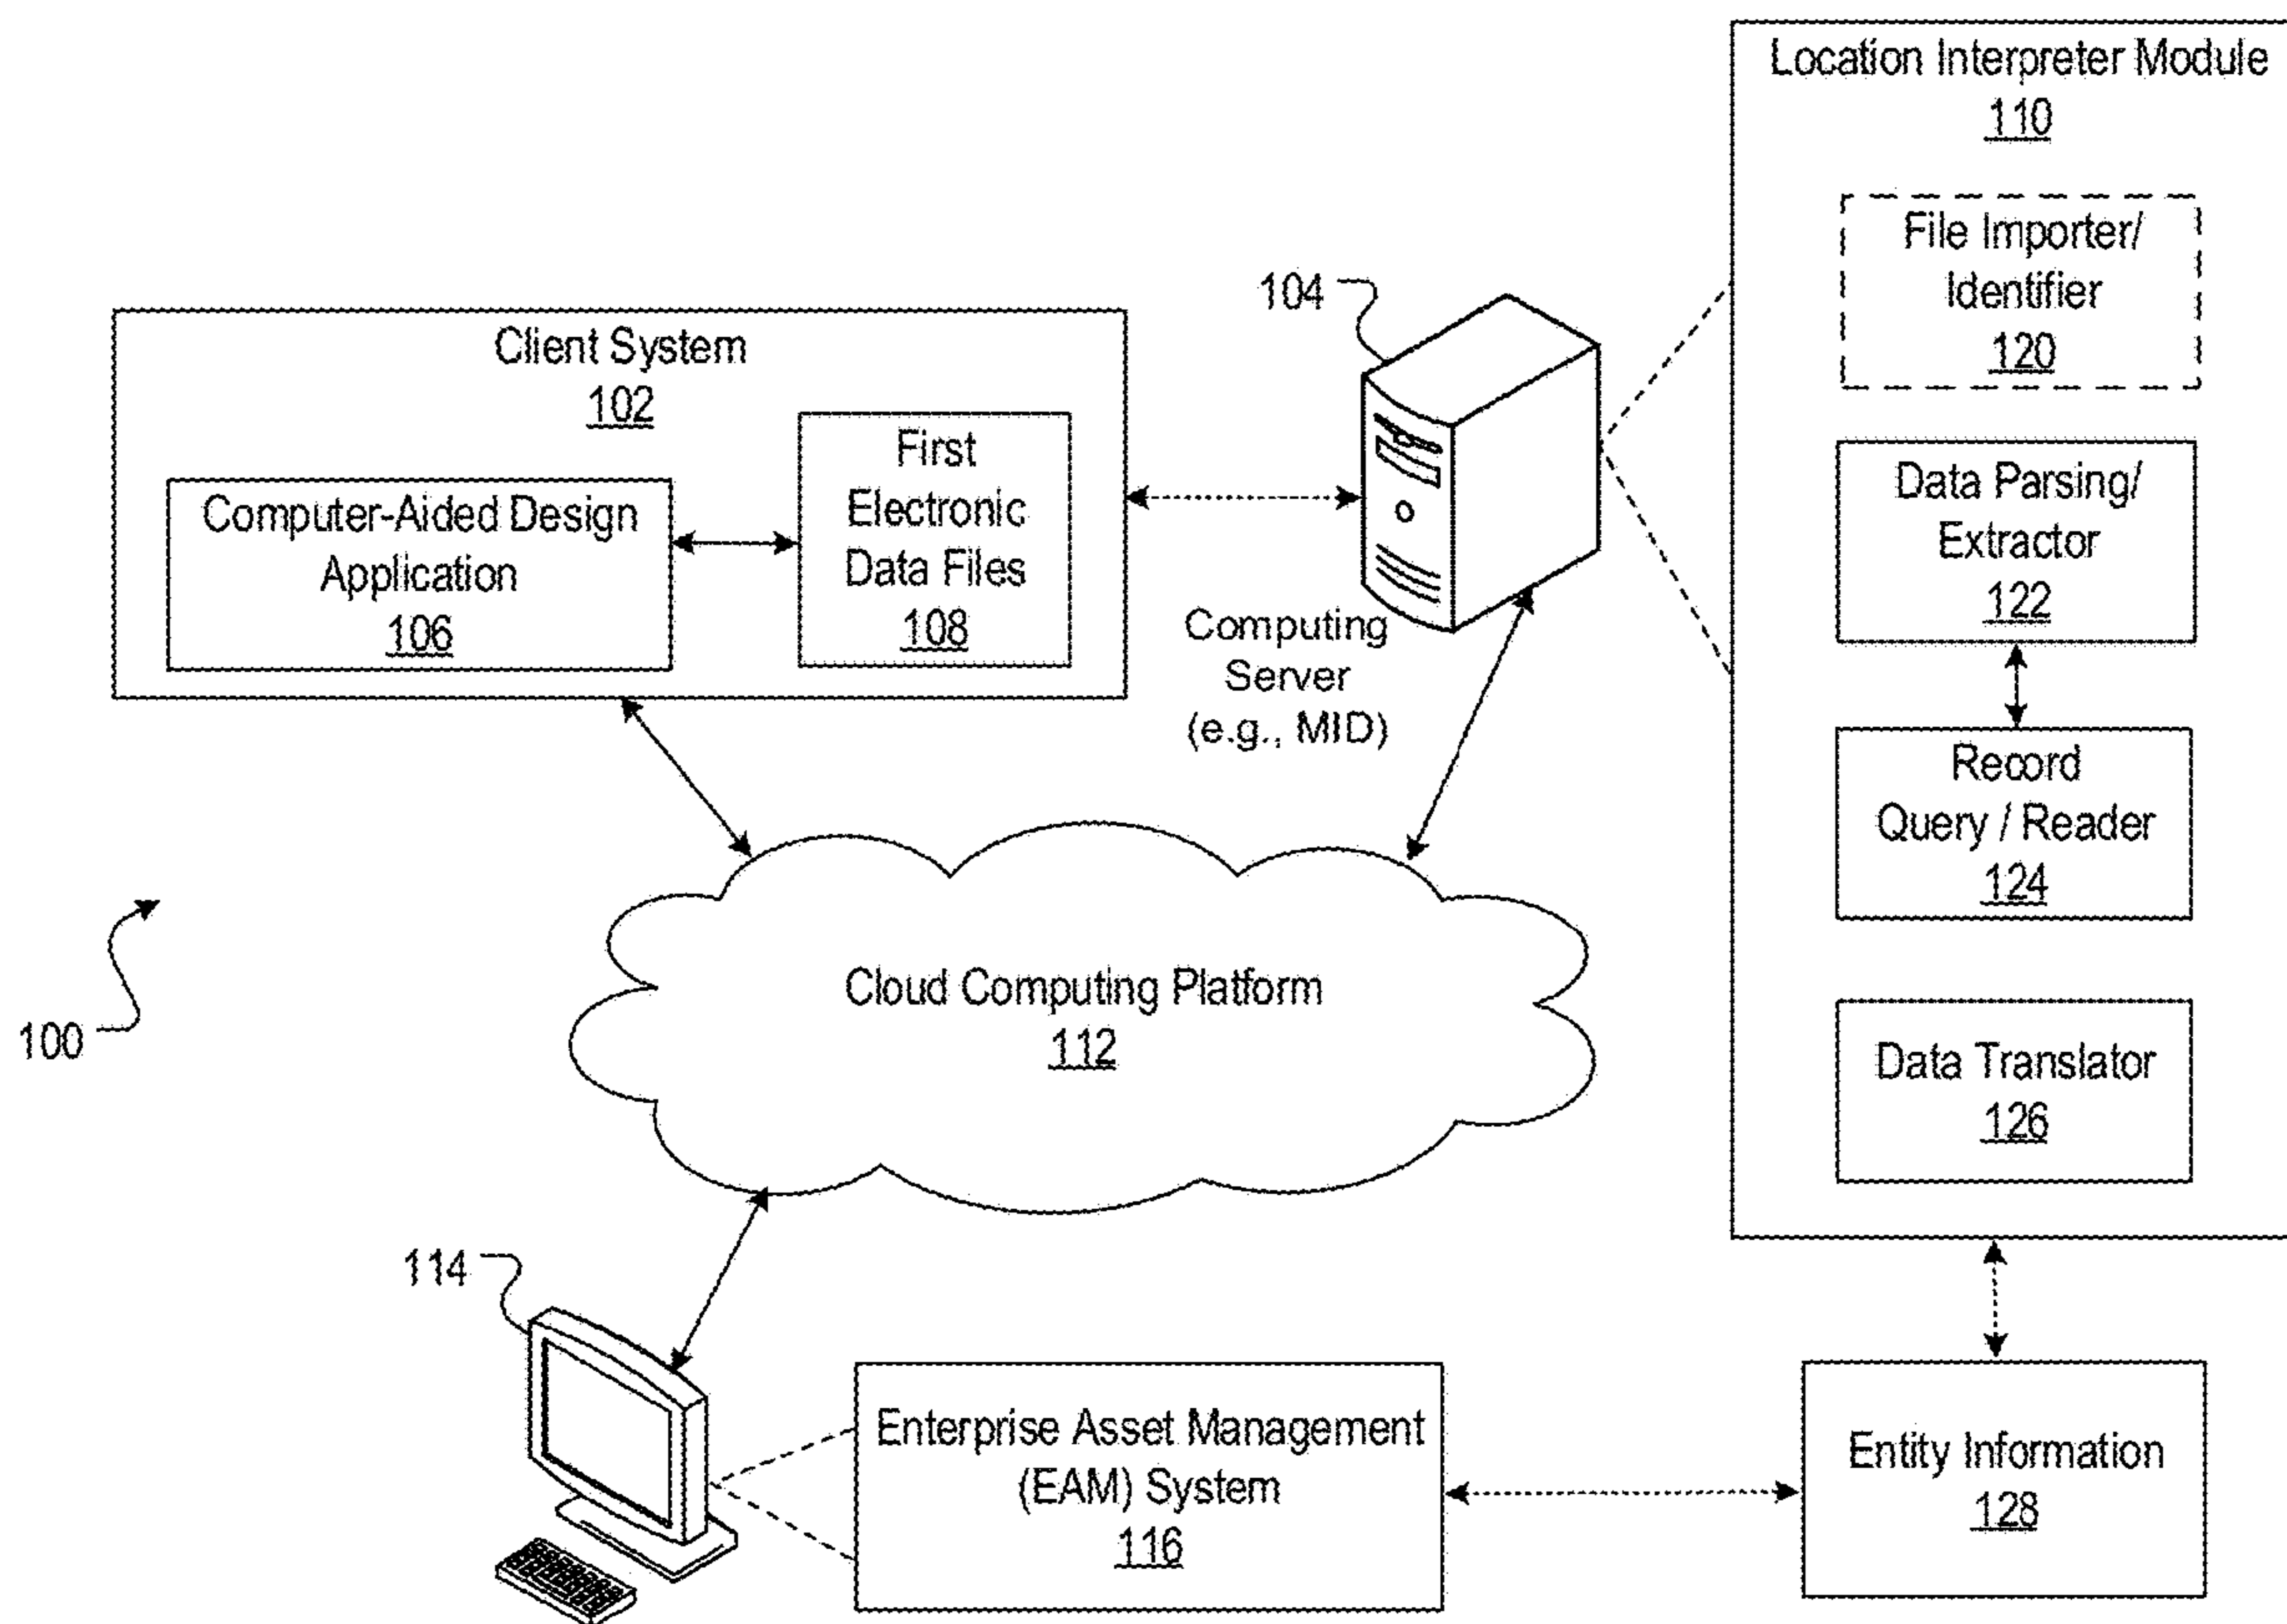 Location Interpreter Module
110
File Importer/
Identifier
120
104
Client System
102
First
Electronic
Data Files
108
Computer-Aided Design
Application
106
Data Parsing/
Extractor
122
Computing
Server
(e.g., MID)
Record
Query / Reader
124
Cloud Computing Platform
112
100
Data Translator
126
114
Enterprise Asset Management
(EAM) System
116
Entity Information
128